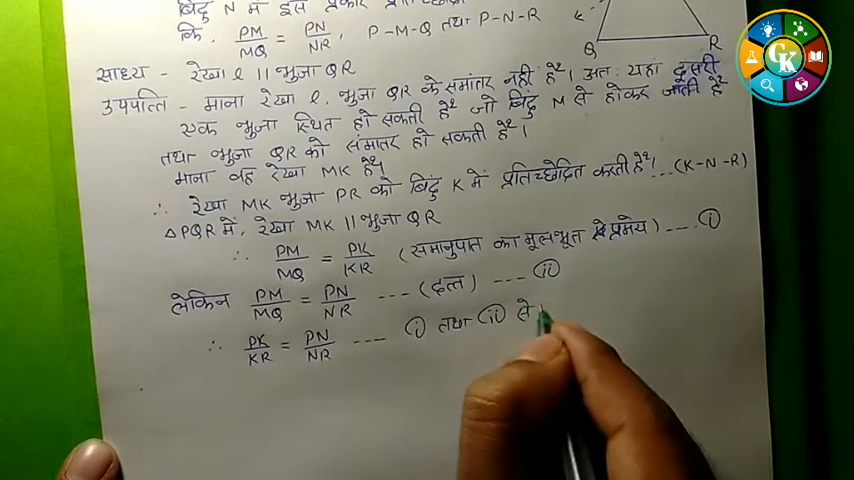 बिंदु N में इस प्रकार
कि, PM/MQ = PN/NR, P-M-Q तथा P-N-R
Q R
साध्य - रेखा l || भुजा QR
उपपत्ति - माना रेखा l, भुजा QR के समांतर नही है। अतः यहा दूसरी
एक भुजा स्थित हो सकती है जो बिंदु M से होकर जाती है
तथा भुजा QR को संमातर हो सकती है।
माना वह रेखा MK है।
∴ रेखा MK भुजा PR को बिंदु K में प्रतिच्छेदित करती है। ...(K-N-R)
△PQR में, रेखा MK || भुजा QR
∴ PM/MQ = PK/KR (समानुपात का मूलभूत प्रमेय) ---- (i)
लेकिन PM/MQ = PN/NR ---- (दत्त) ---- (ii)
∴ PK/KR = PN/NR ---- (i) तथा (ii) से
GK